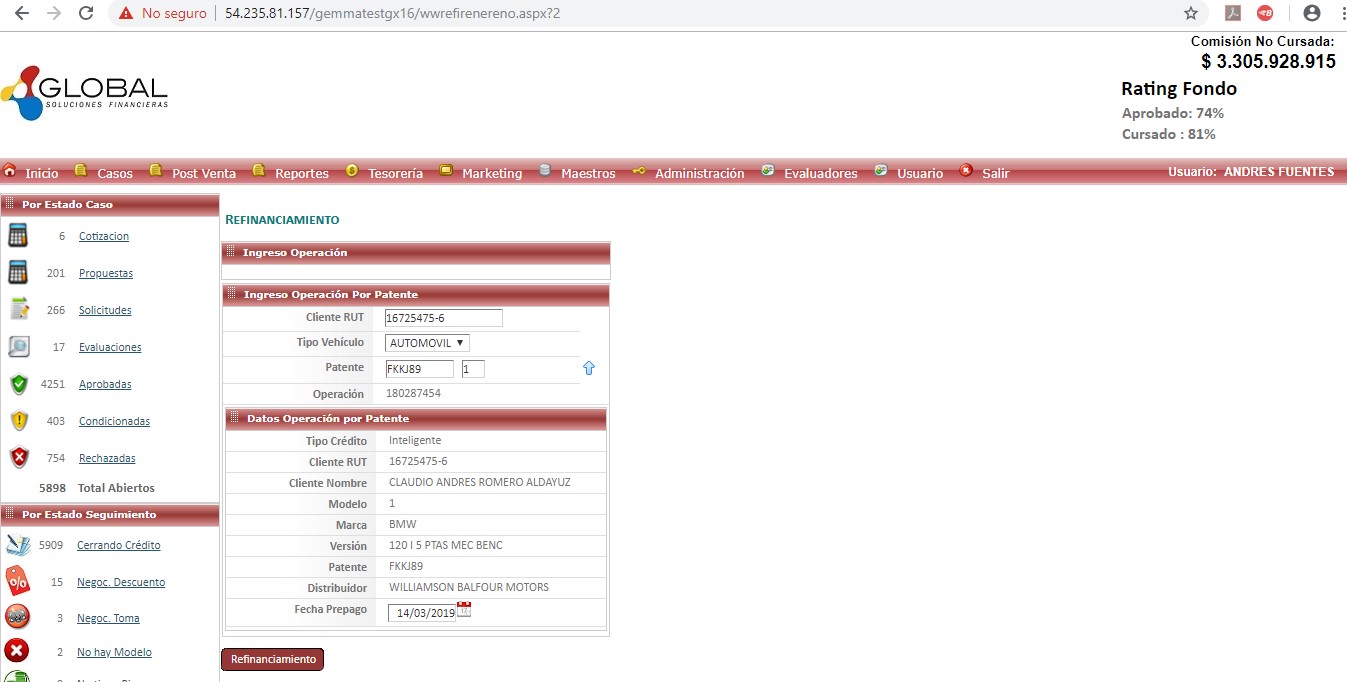 No seguro 54.235.81.157/gemmatestgx16/wwrefirenereno.aspx?2
Comisión No Cursada:
$ 3.305.928.915
Rating Fondo
Aprobado: 74%
Cursado : 81%
GLOBAL
SOLUCIONES FINANCIERAS
Inicio Casos Post Venta Reportes Tesorería Marketing Maestros Administración Evaluadores Usuario Salir Usuario: ANDRES FUENTES
Por Estado Caso
6 Cotizacion
201 Propuestas
266 Solicitudes
17 Evaluaciones
4251 Aprobadas
403 Condicionadas
754 Rechazadas
5898 Total Abiertos
Por Estado Seguimiento
5909 Cerrando Crédito
15 Negoc. Descuento
3 Negoc. Toma
2 No hay Modelo
REFINANCIAMIENTO
Ingreso Operación
Ingreso Operación Por Patente
Cliente RUT 16725475-6
Tipo Vehículo AUTOMOVIL
Patente FKKJ89 1
Operación 180287454
Datos Operación por Patente
Tipo Crédito Inteligente
Cliente RUT 16725475-6
Cliente Nombre CLAUDIO ANDRES ROMERO ALDAYUZ
Modelo 1
Marca BMW
Versión 120 I 5 PTAS MEC BENC
Patente FKKJ89
Distribuidor WILLIAMSON BALFOUR MOTORS
Fecha Prepago 14/03/2019
Refinanciamiento